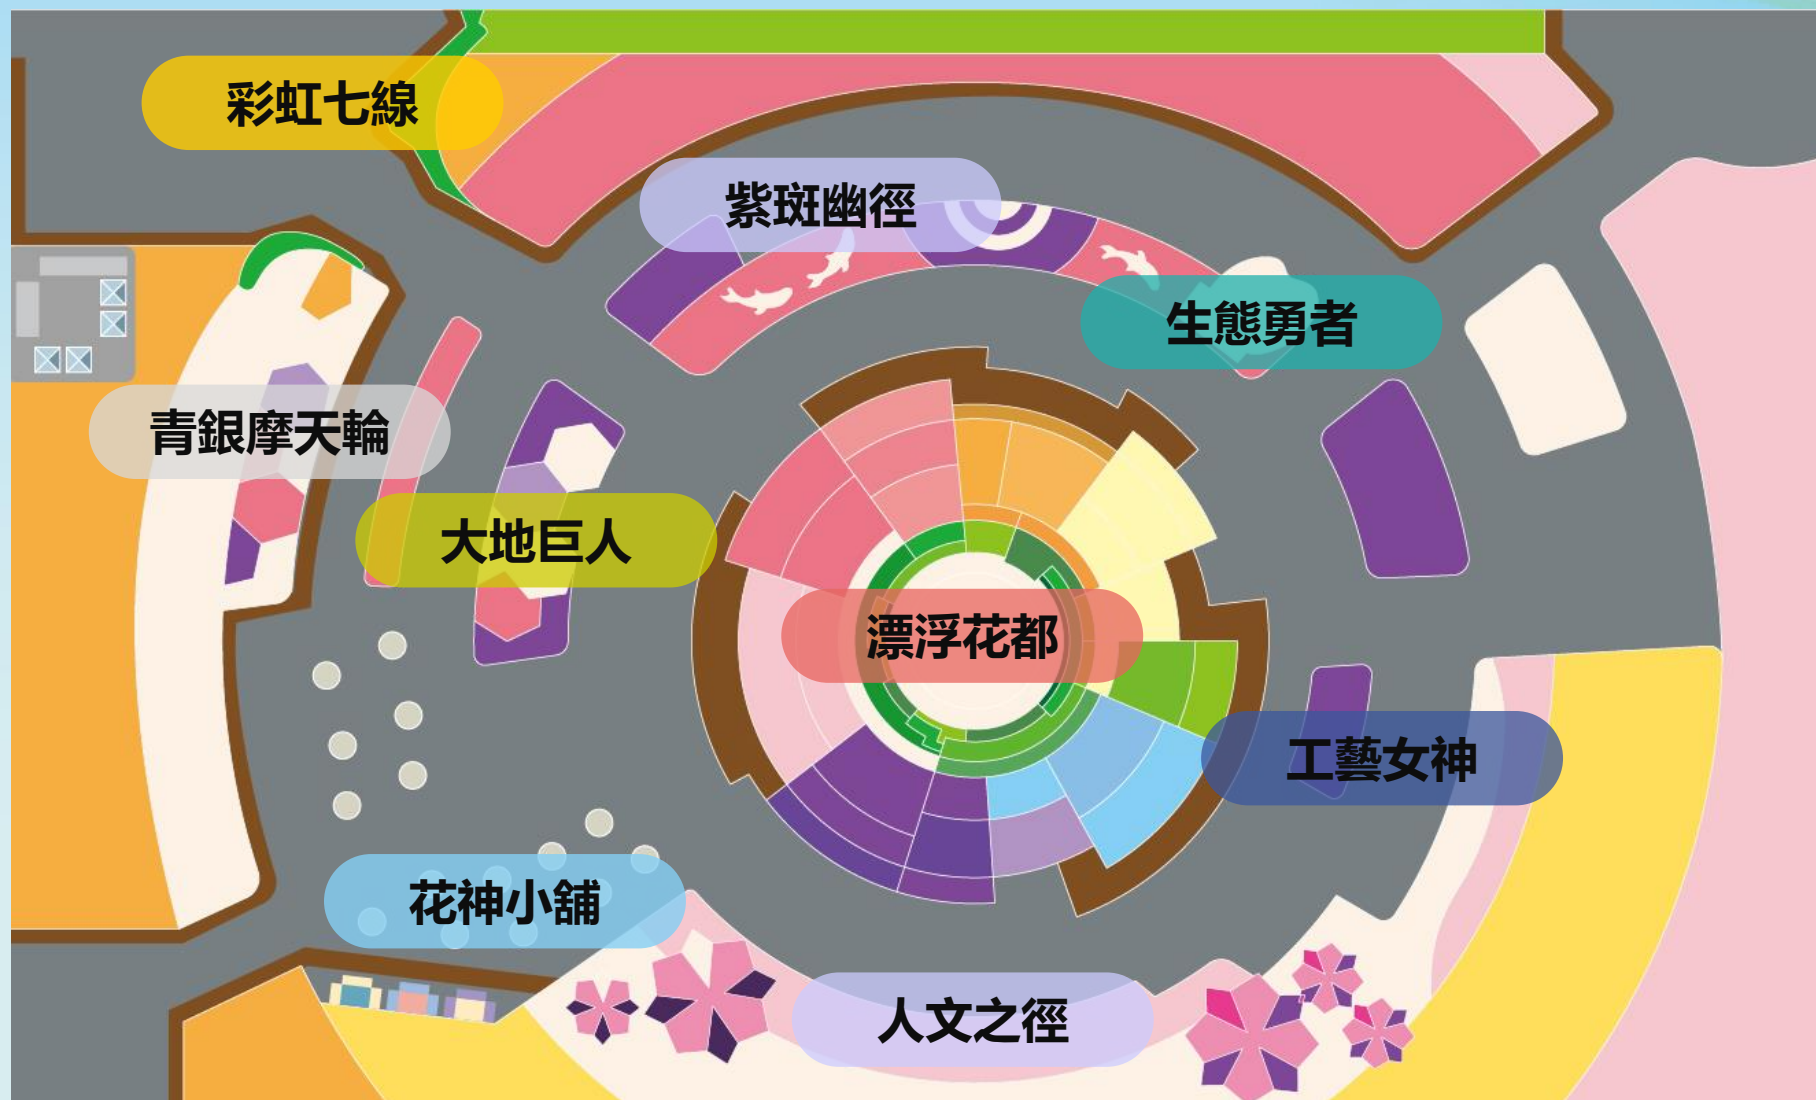 彩虹七線
紫斑幽徑
生態勇者
青銀摩天輪
大地巨人
漂浮花都
工藝女神
花神小舖
人文之徑